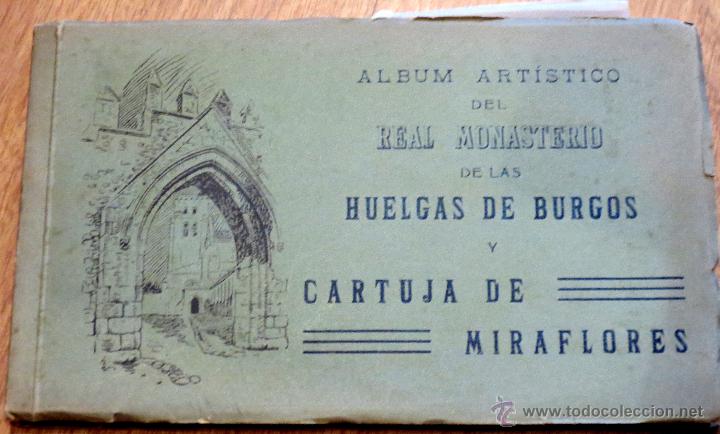 ALBUM ARTÍSTICO
DEL
REAL MONASTERIO
DE LAS
HUELGAS DE BURGOS
Y
CARTUJA DE
MIRAFLORES
www.todocoleccion.net